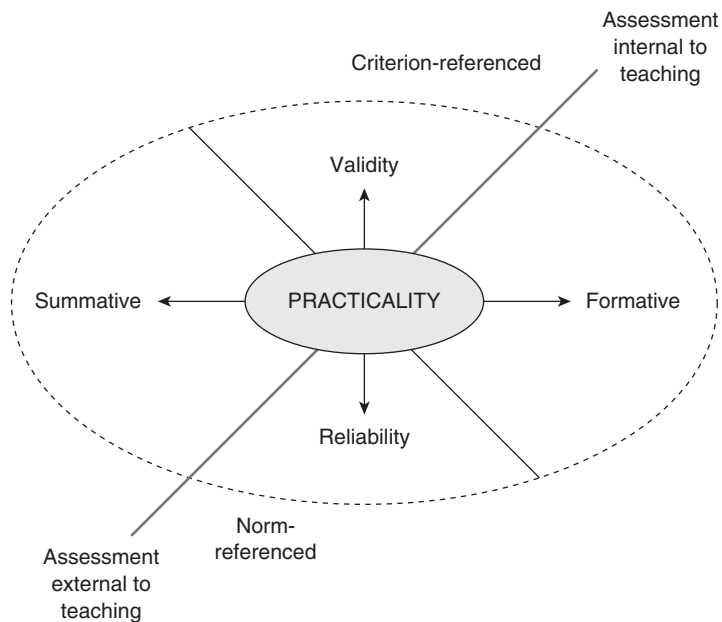 Assessment
internal to
teaching
Criterion-referenced
Validity
Summative
PRACTICALITY
Formative
Reliability
Norm-
referenced
Assessment
external to
teaching